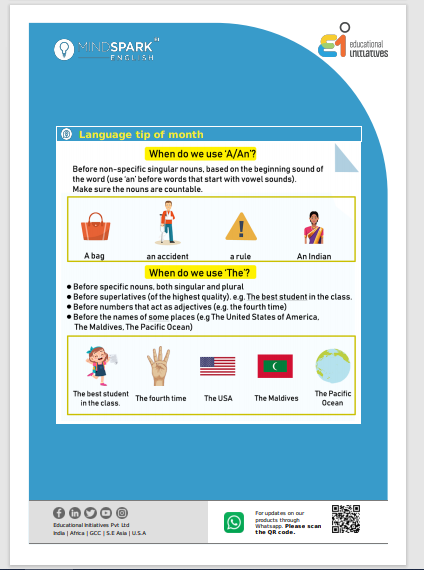 MINDSPARK
ENGLISH
ei educational
INITIATIVES
Language tip of month
When do we use 'A/An'?
Before non-specific singular nouns, based on the beginning sound of
the word (use 'an' before words that start with vowel sounds).
Make sure the nouns are countable.
A bag an accident a rule An Indian
When do we use 'The'?
● Before specific nouns, both singular and plural
● Before superlatives (of the highest quality). e.g. The best student in the class.
● Before numbers that act as adjectives (e.g. the fourth time)
● Before the names of some places (e.g The United States of America,
The Maldives, The Pacific Ocean)
The best student
in the class.
The fourth time
The USA
The Maldives
The Pacific
Ocean
Educational Initiatives Pvt Ltd
India | Africa | GCC | S.E Asia | U.S.A
For updates on our
products through
Whatsapp. Please scan
the QR code.